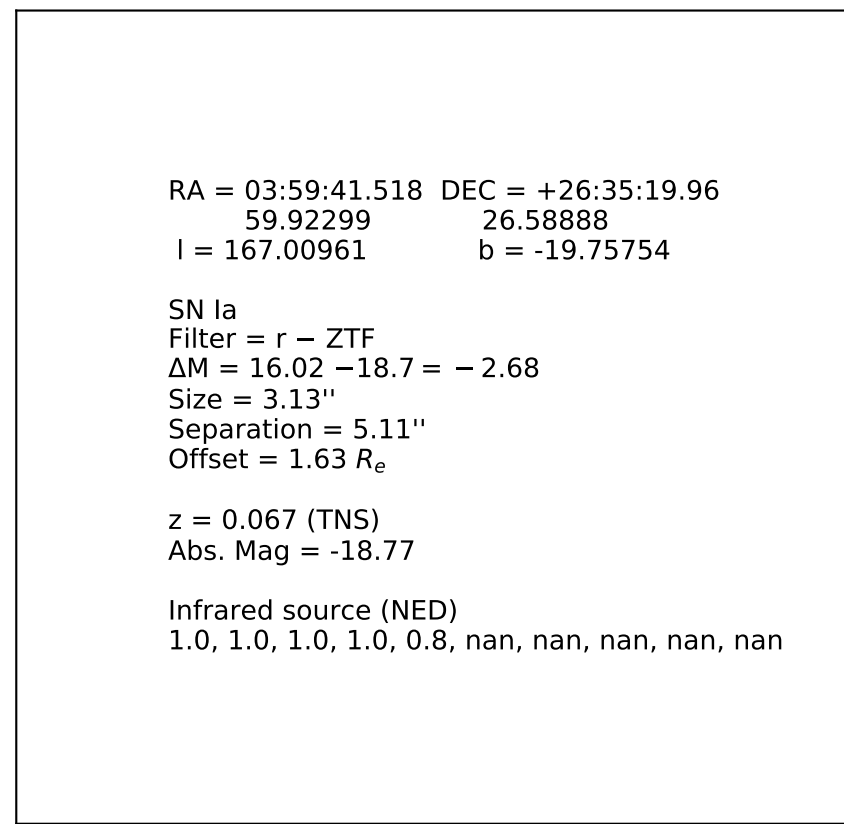 RA = 03:59:41.518  DEC = +26:35:19.96
59.92299 26.58888
l = 167.00961 b = -19.75754
SN Ia
Filter = r − ZTF
ΔM = 16.02 −18.7 = − 2.68
Size = 3.13''
Separation = 5.11''
Offset = 1.63 Rₑ
z = 0.067 (TNS)
Abs. Mag = -18.77
Infrared source (NED)
1.0, 1.0, 1.0, 1.0, 0.8, nan, nan, nan, nan, nan